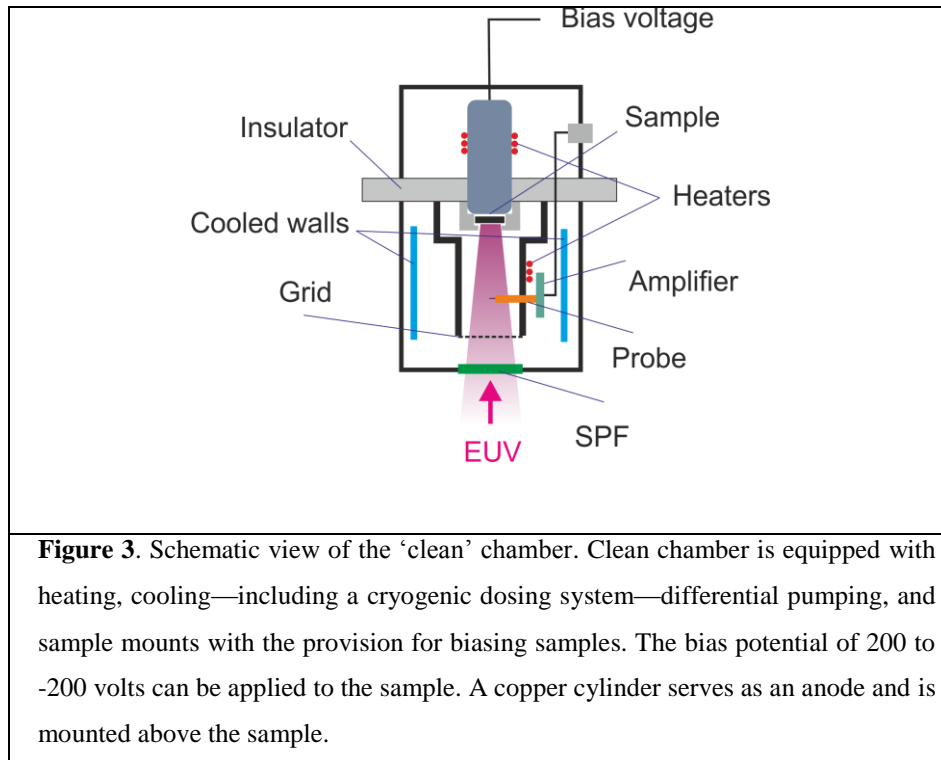 Bias voltage
Insulator
Sample
Cooled walls
Heaters
Grid
Amplifier
Probe
SPF
EUV
Figure 3. Schematic view of the ‘clean’ chamber. Clean chamber is equipped with
heating, cooling—including a cryogenic dosing system—differential pumping, and
sample mounts with the provision for biasing samples. The bias potential of 200 to
-200 volts can be applied to the sample. A copper cylinder serves as an anode and is
mounted above the sample.